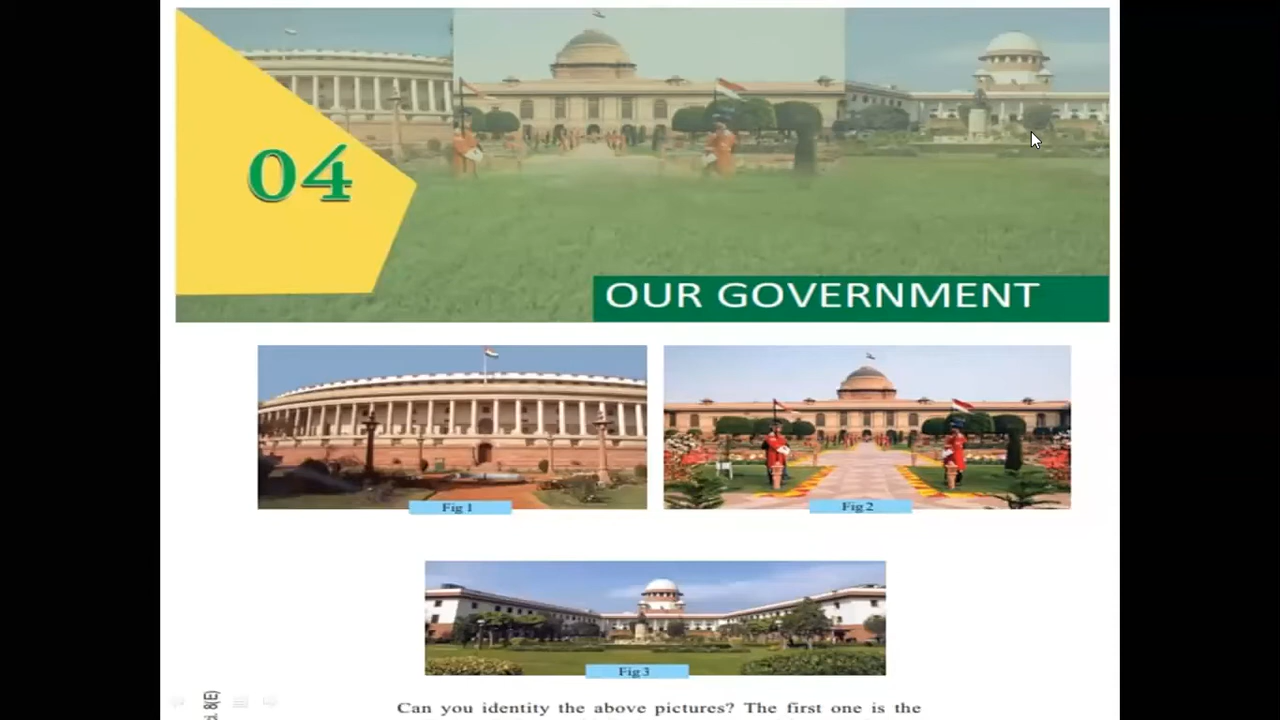 04
OUR GOVERNMENT
Fig 1
Fig 2
Fig 3
Can you identity the above pictures? The first one is the
8(E)